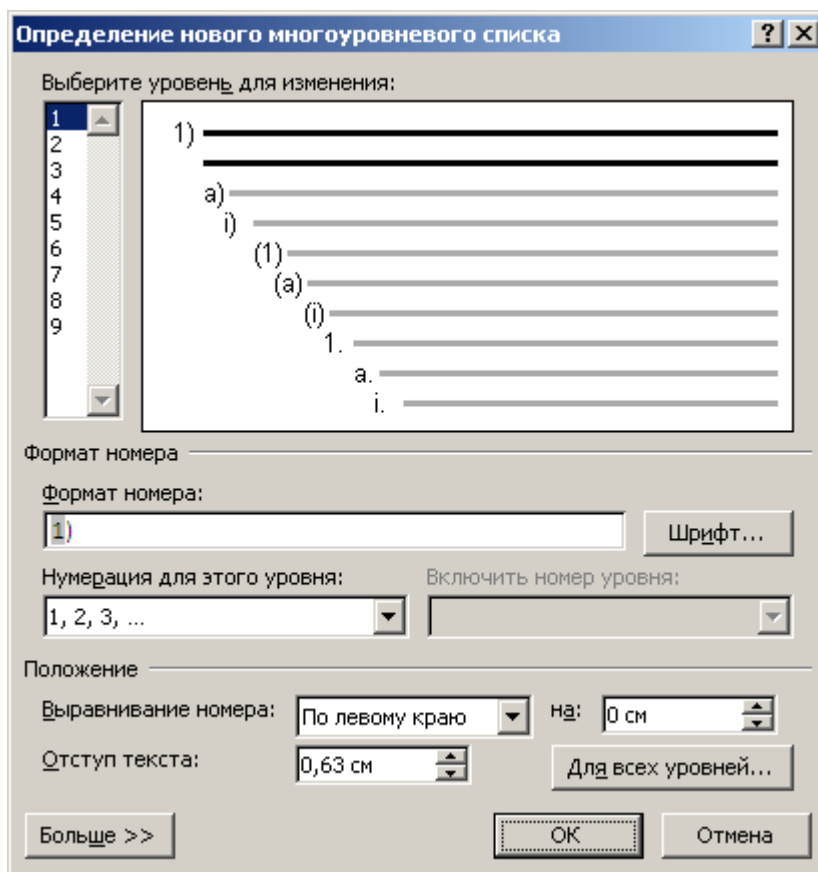 Определение нового многоуровневого списка
Выберите уровень для изменения:
1
2
3
4
5
6
7
8
9
1)
a)
i)
(1)
(a)
(i)
1.
a.
i.
Формат номера
Формат номера:
1)
Шрифт...
Нумерация для этого уровня:
Включить номер уровня:
1, 2, 3, ...
Положение
Выравнивание номера:
По левому краю
на:
0 см
Отступ текста:
0,63 см
Для всех уровней...
Больше >>
ОК
Отмена